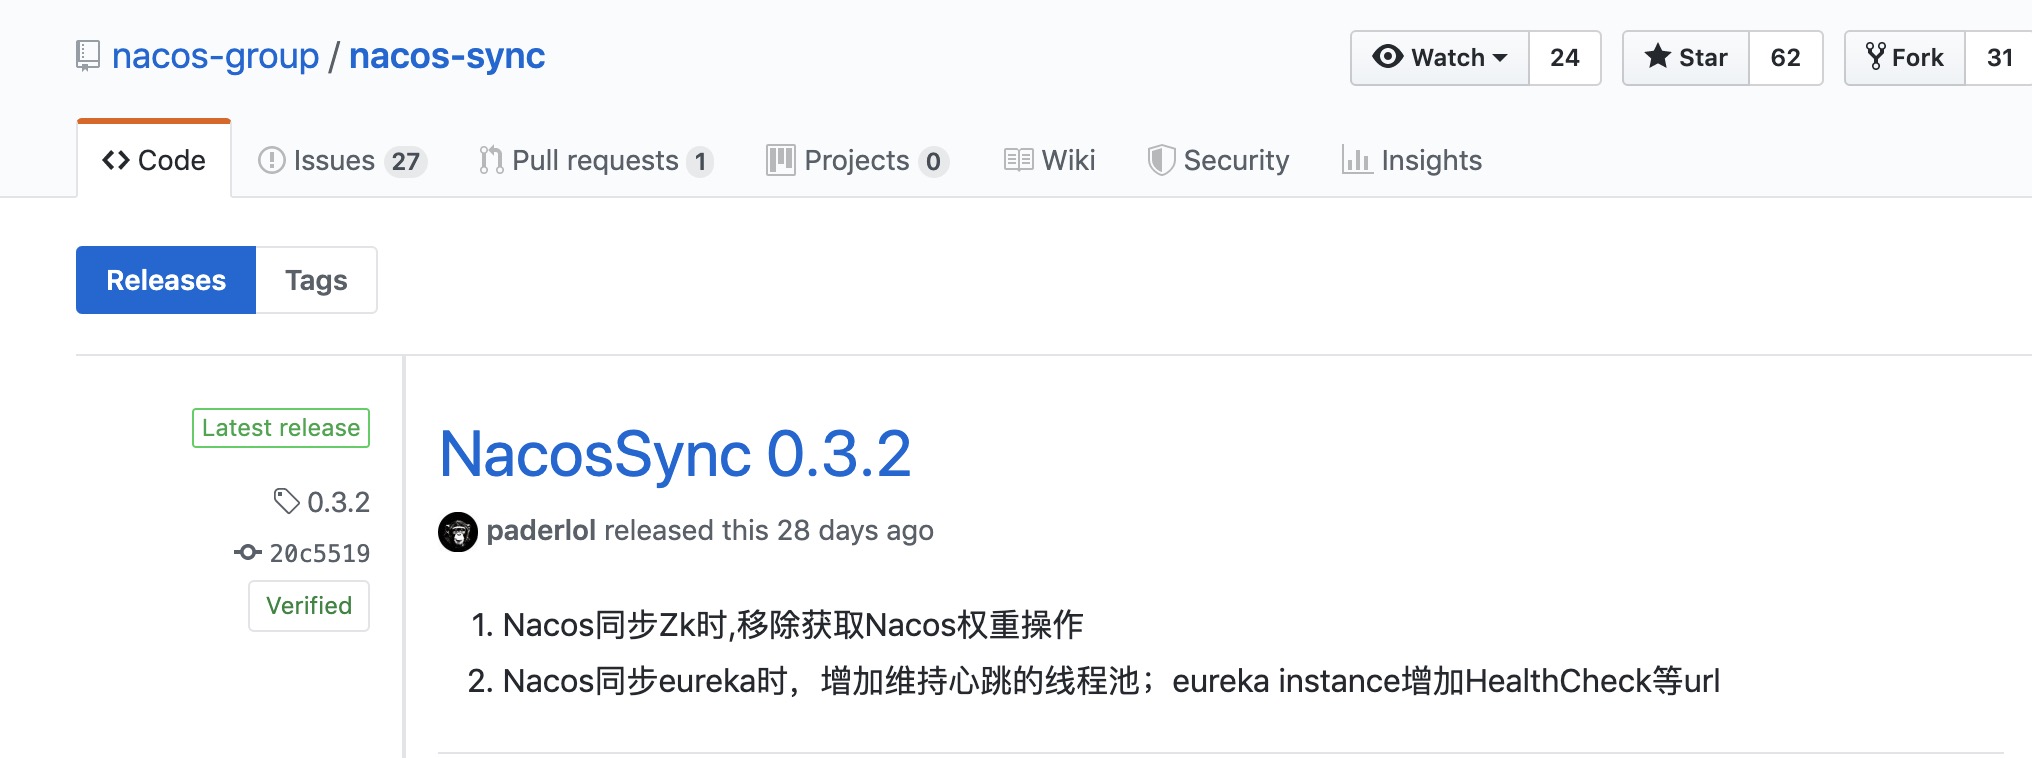 nacos-group / nacos-sync
Watch 24 Star 62 Fork 31
Code Issues 27 Pull requests 1 Projects 0 Wiki Security Insights
Releases Tags
Latest release
0.3.2
20c5519
Verified
NacosSync 0.3.2
paderlol released this 28 days ago
1. Nacos同步Zk时,移除获取Nacos权重操作
2. Nacos同步eureka时，增加维持心跳的线程池；eureka instance增加HealthCheck等url